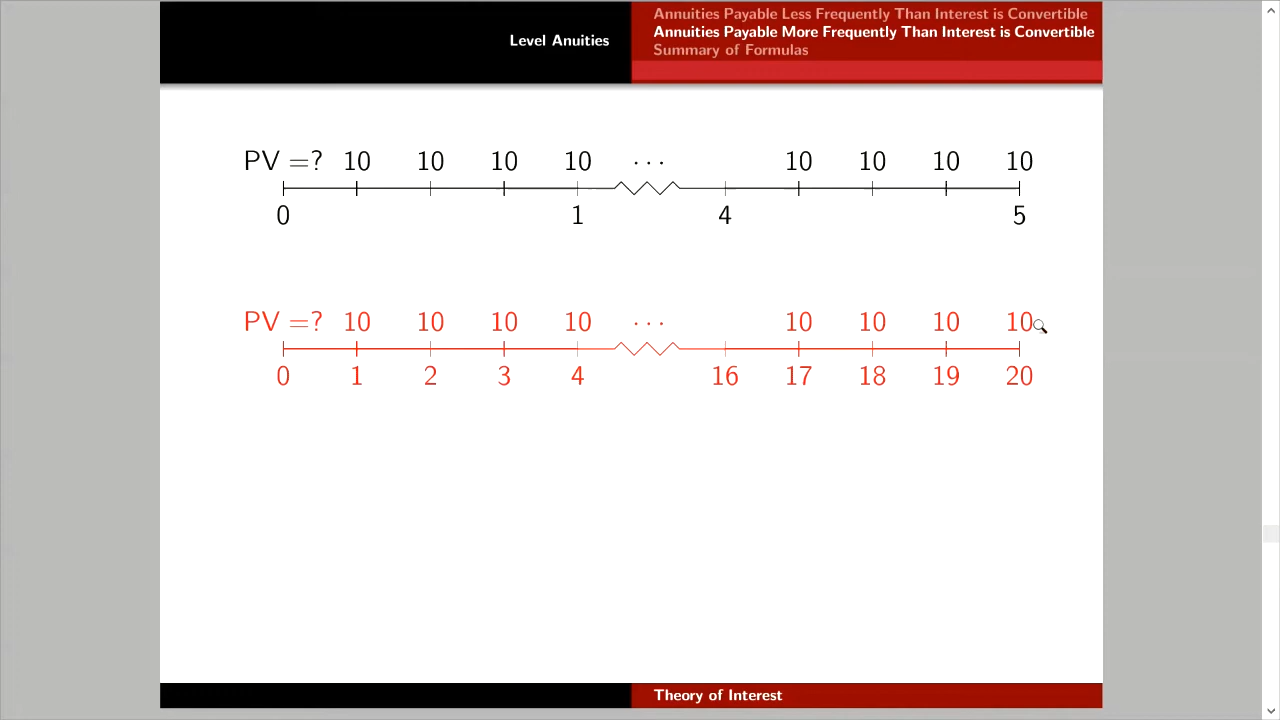 Level Anuities
Annuities Payable Less Frequently Than Interest is Convertible
Annuities Payable More Frequently Than Interest is Convertible
Summary of Formulas
PV =? 10 10 10 10 ··· 10 10 10 10
0 1 4 5
PV =? 10 10 10 10 ··· 10 10 10 10
0 1 2 3 4 16 17 18 19 20
Theory of Interest